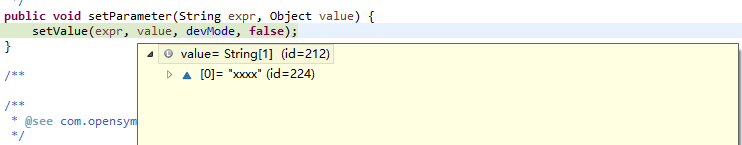 */
public void setParameter(String expr, Object value) {
setValue(expr, value, devMode, false);
}
value= String[1] (id=212)
[0]= "xxxx" (id=224)
/**
/**
* @see com.opensym
*/